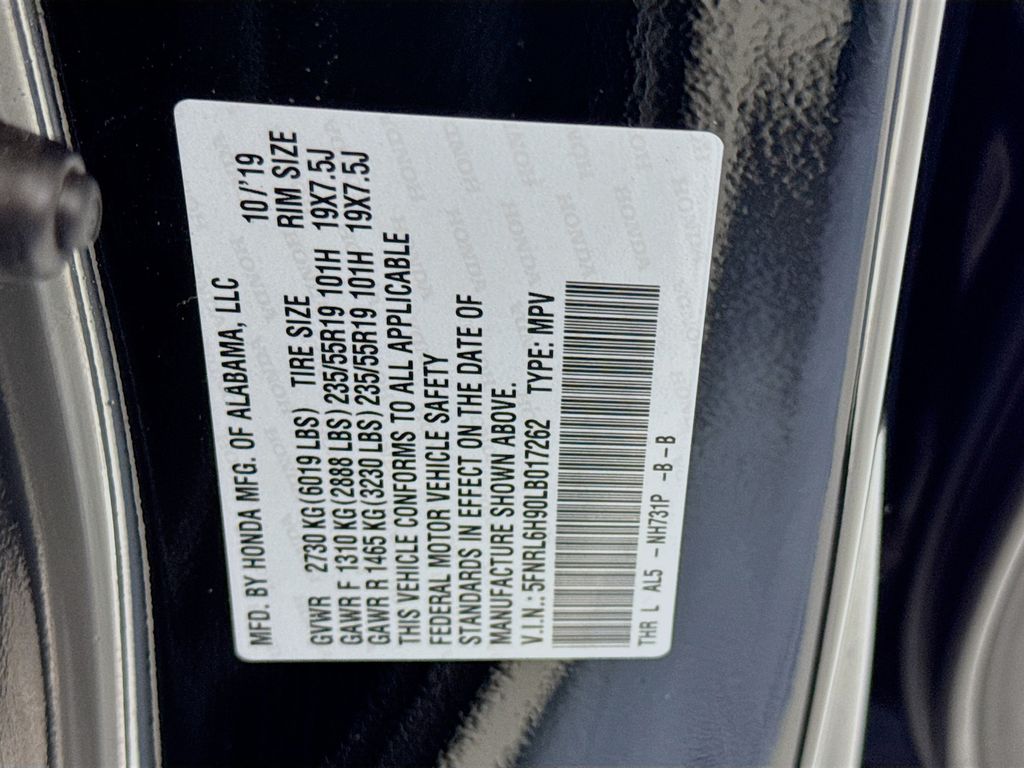 MFD. BY HONDA MFG. OF ALABAMA, LLC 10/'19
GVWR 2730 KG(6019 LBS) TIRE SIZE RIM SIZE
GAWR F 1310 KG(2888 LBS) 235/55R19 101H 19X7.5J
GAWR R 1465 KG(3230 LBS) 235/55R19 101H 19X7.5J
THIS VEHICLE CONFORMS TO ALL APPLICABLE
FEDERAL MOTOR VEHICLE SAFETY
STANDARDS IN EFFECT ON THE DATE OF
MANUFACTURE SHOWN ABOVE.
V.I.N.: 5FNRL6H90LB017262 TYPE: MPV
THR L AL5 -NH731P -B-B
HONDA